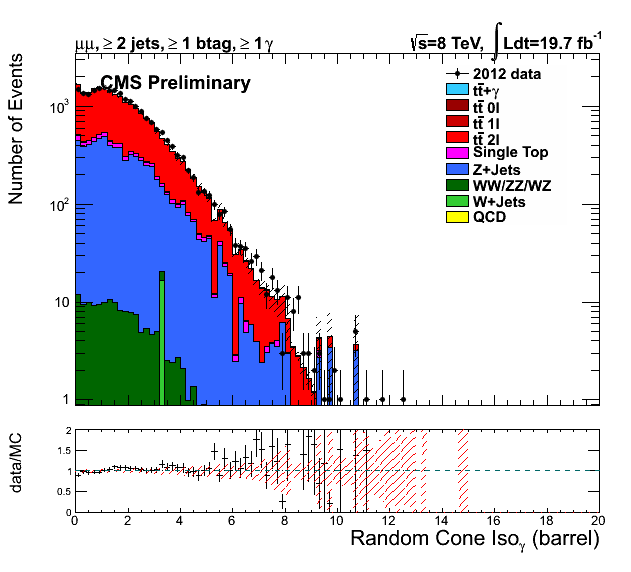 μμ, ≥ 2 jets, ≥ 1 btag, ≥ 1 γ
√s=8 TeV, ∫ Ldt=19.7 fb⁻¹
CMS Preliminary
Number of Events
10³
10²
10
1
2012 data
tt̄+γ
tt̄ 0l
tt̄ 1l
tt̄ 2l
Single Top
Z+Jets
WW/ZZ/WZ
W+Jets
QCD
data/MC
2
1.5
1
0.5
0
0 2 4 6 8 10 12 14 16 18 20
Random Cone Isoγ (barrel)